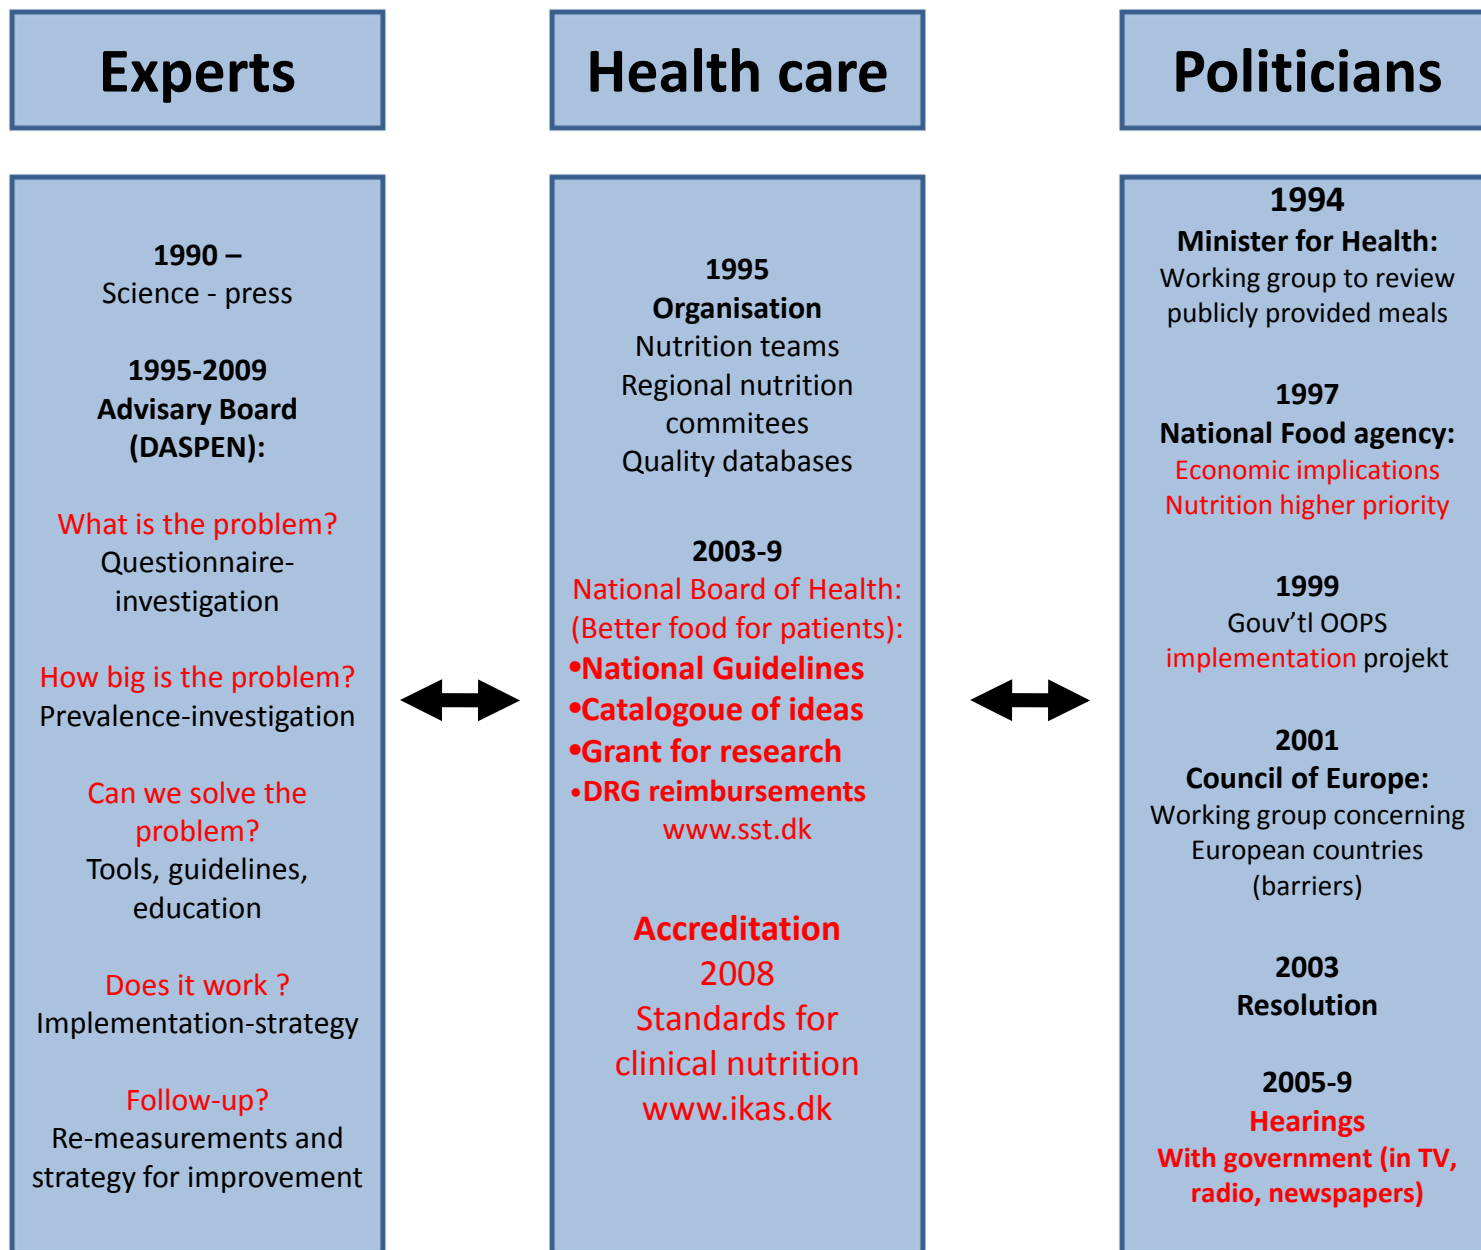 Experts
1990 –
Science - press
1995-2009
Advisary Board
(DASPEN):
What is the problem?
Questionnaire-
investigation
How big is the problem?
Prevalence-investigation
Can we solve the
problem?
Tools, guidelines,
education
Does it work ?
Implementation-strategy
Follow-up?
Re-measurements and
strategy for improvement
Health care
1995
Organisation
Nutrition teams
Regional nutrition
commitees
Quality databases
2003-9
National Board of Health:
(Better food for patients):
•National Guidelines
•Catalogoue of ideas
•Grant for research
•DRG reimbursements
www.sst.dk
Accreditation
2008
Standards for
clinical nutrition
www.ikas.dk
Politicians
1994
Minister for Health:
Working group to review
publicly provided meals
1997
National Food agency:
Economic implications
Nutrition higher priority
1999
Gouv’tl OOPS
implementation projekt
2001
Council of Europe:
Working group concerning
European countries
(barriers)
2003
Resolution
2005-9
Hearings
With government (in TV,
radio, newspapers)